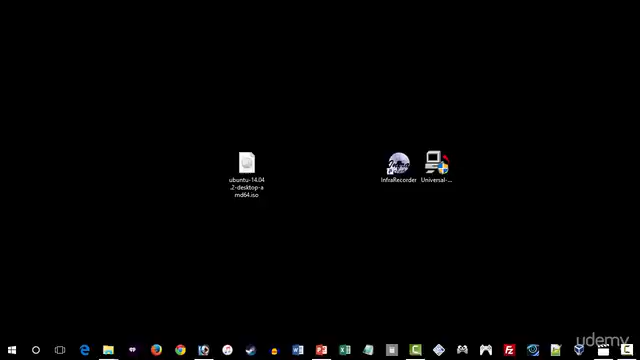 ubuntu-14.04
.2-desktop-a
md64.iso
InfraRecorder
Universal-...
udemy